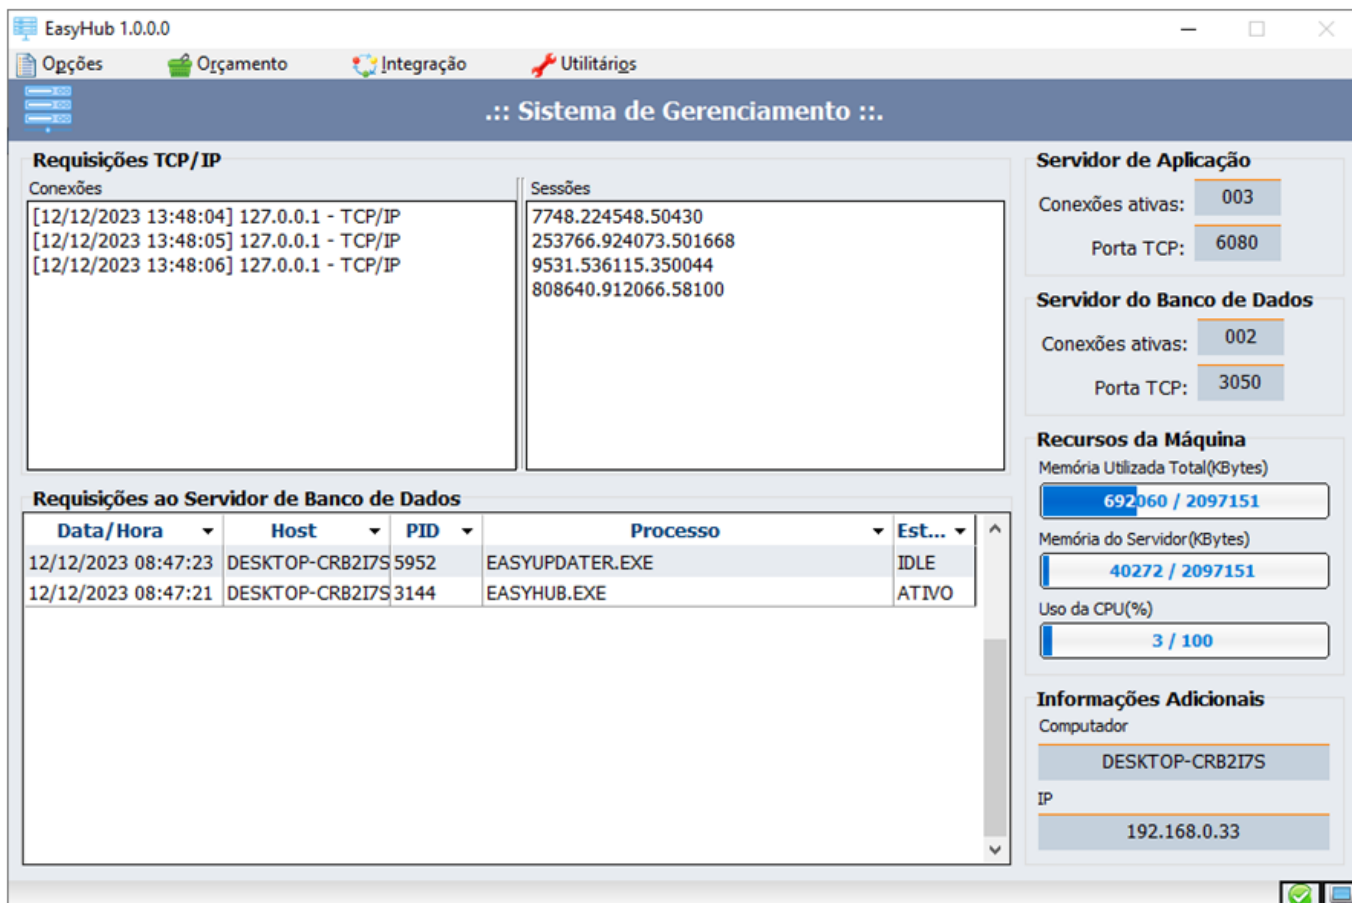 EasyHub 1.0.0.0
Opções Orçamento Integração Utilitários
.:: Sistema de Gerenciamento ::.
Requisições TCP/IP
Conexões
[12/12/2023 13:48:04] 127.0.0.1 - TCP/IP
[12/12/2023 13:48:05] 127.0.0.1 - TCP/IP
[12/12/2023 13:48:06] 127.0.0.1 - TCP/IP
Sessões
7748.224548.50430
253766.924073.501668
9531.536115.350044
808640.912066.58100
Requisições ao Servidor de Banco de Dados
Data/Hora Host PID Processo Est...
12/12/2023 08:47:23 DESKTOP-CRB2I7S 5952 EASYUPDATER.EXE IDLE
12/12/2023 08:47:21 DESKTOP-CRB2I7S 3144 EASYHUB.EXE ATIVO
Servidor de Aplicação
Conexões ativas: 003
Porta TCP: 6080
Servidor do Banco de Dados
Conexões ativas: 002
Porta TCP: 3050
Recursos da Máquina
Memória Utilizada Total(KBytes)
692060 / 2097151
Memória do Servidor(KBytes)
40272 / 2097151
Uso da CPU(%)
3 / 100
Informações Adicionais
Computador
DESKTOP-CRB2I7S
IP
192.168.0.33